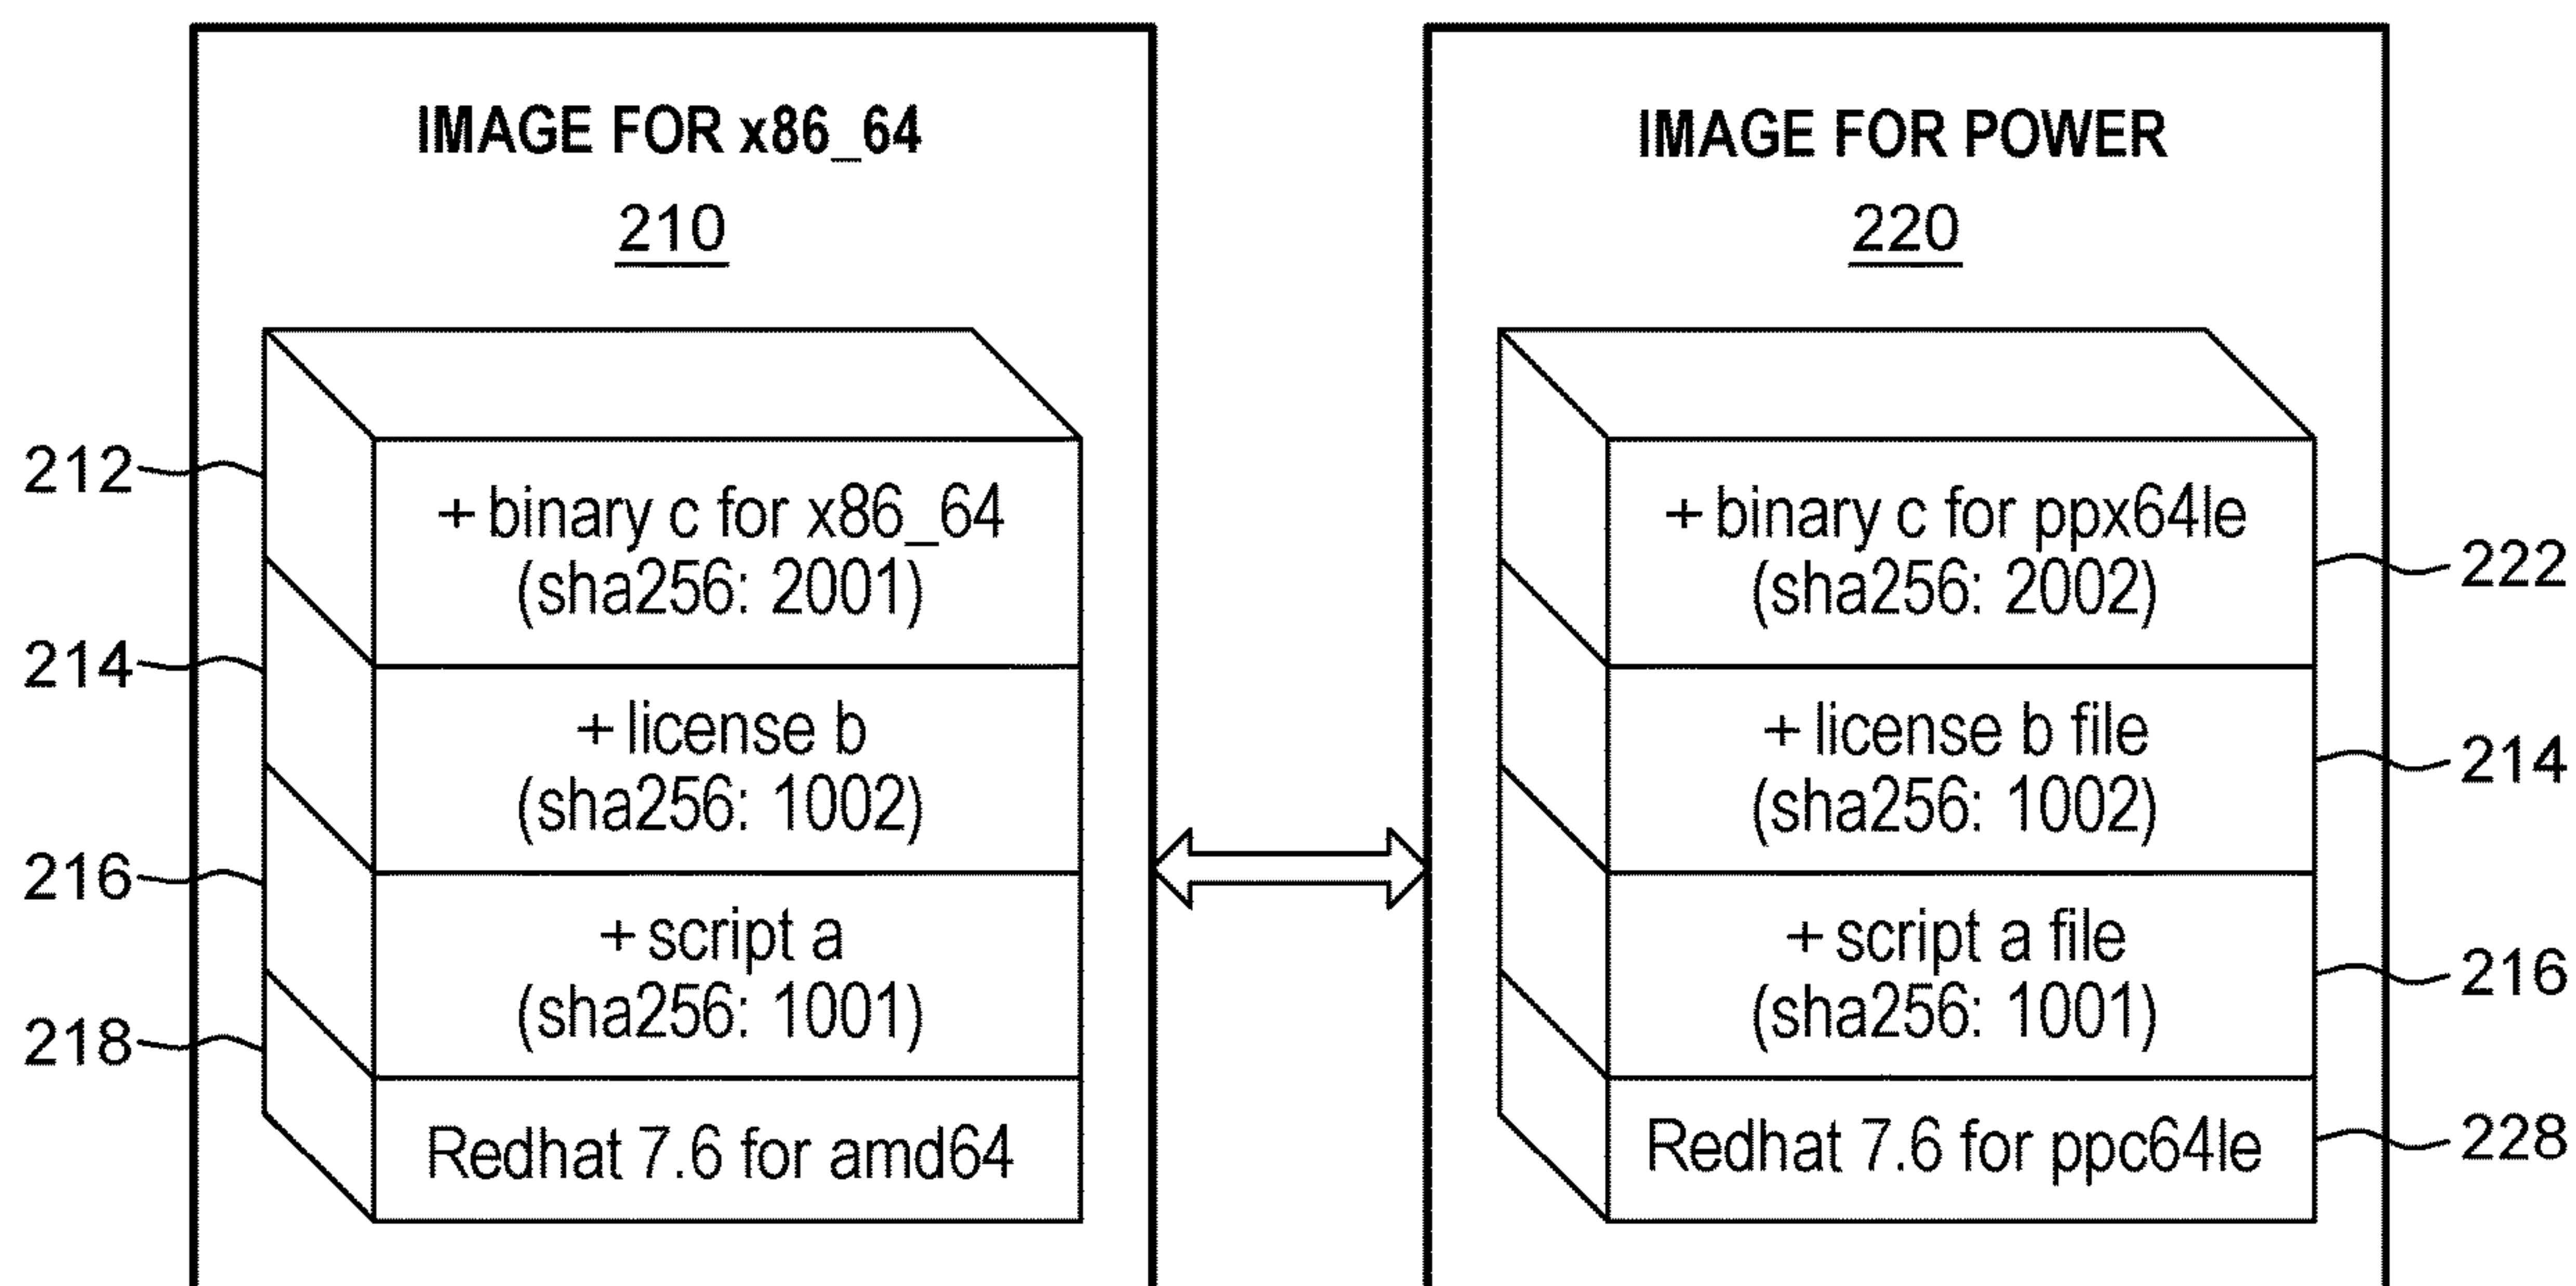 IMAGE FOR x86_64
210
212
+ binary c for x86_64
(sha256: 2001)
214
+ license b
(sha256: 1002)
216
+ script a
(sha256: 1001)
218
Redhat 7.6 for amd64
IMAGE FOR POWER
220
+ binary c for ppx64le
(sha256: 2002)
222
+ license b file
(sha256: 1002)
214
+ script a file
(sha256: 1001)
216
Redhat 7.6 for ppc64le
228